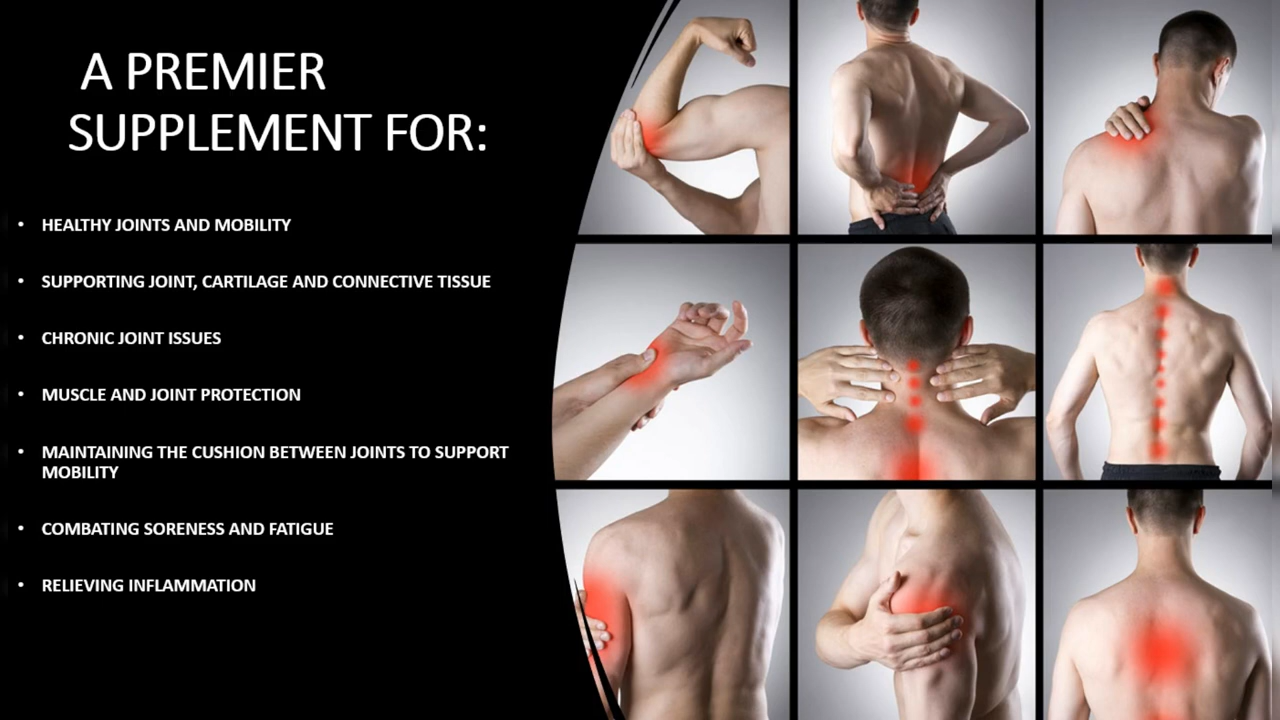 A PREMIER
SUPPLEMENT FOR:
• HEALTHY JOINTS AND MOBILITY
• SUPPORTING JOINT, CARTILAGE AND CONNECTIVE TISSUE
• CHRONIC JOINT ISSUES
• MUSCLE AND JOINT PROTECTION
• MAINTAINING THE CUSHION BETWEEN JOINTS TO SUPPORT
MOBILITY
• COMBATING SORENESS AND FATIGUE
• RELIEVING INFLAMMATION